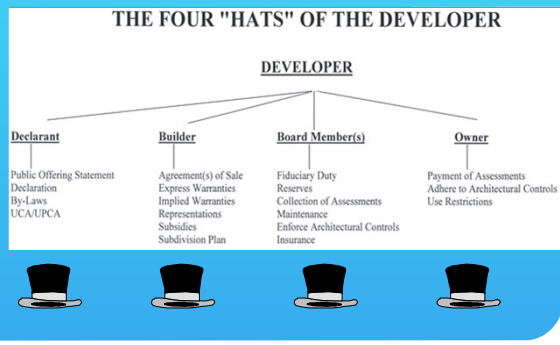 THE FOUR "HATS" OF THE DEVELOPER
DEVELOPER
Declarant
Public Offering Statement
Declaration
By-Laws
UCA/UPCA
Builder
Agreement(s) of Sale
Express Warranties
Implied Warranties
Representations
Subsidies
Subdivision Plan
Board Member(s)
Fiduciary Duty
Reserves
Collection of Assessments
Maintenance
Enforce Architectural Controls
Insurance
Owner
Payment of Assessments
Adhere to Architectural Controls
Use Restrictions